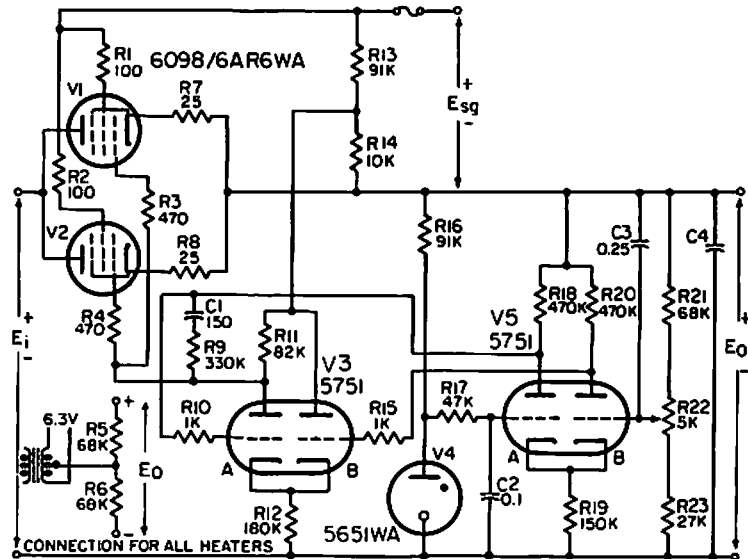 R1
100
6098/6AR6WA
V1
R7
25
R13
91K
+
Esg
-
R14
10K
R2
100
R3
470
V2
R8
25
R16
91K
C3
0.25
C4
R4
470
C1
150
R9
330K
R11
82K
V3
5751
V5
5751
R18
470K
R20
470K
R21
68K
+
Ei
-
+
Eo
-
R10
1K
R15
1K
R17
47K
R22
5K
6.3V
+
R5
68K
R6
68K
Eo
-
A
B
V4
A
B
C2
0.1
R12
180K
5651WA
R19
150K
R23
27K
CONNECTION FOR ALL HEATERS